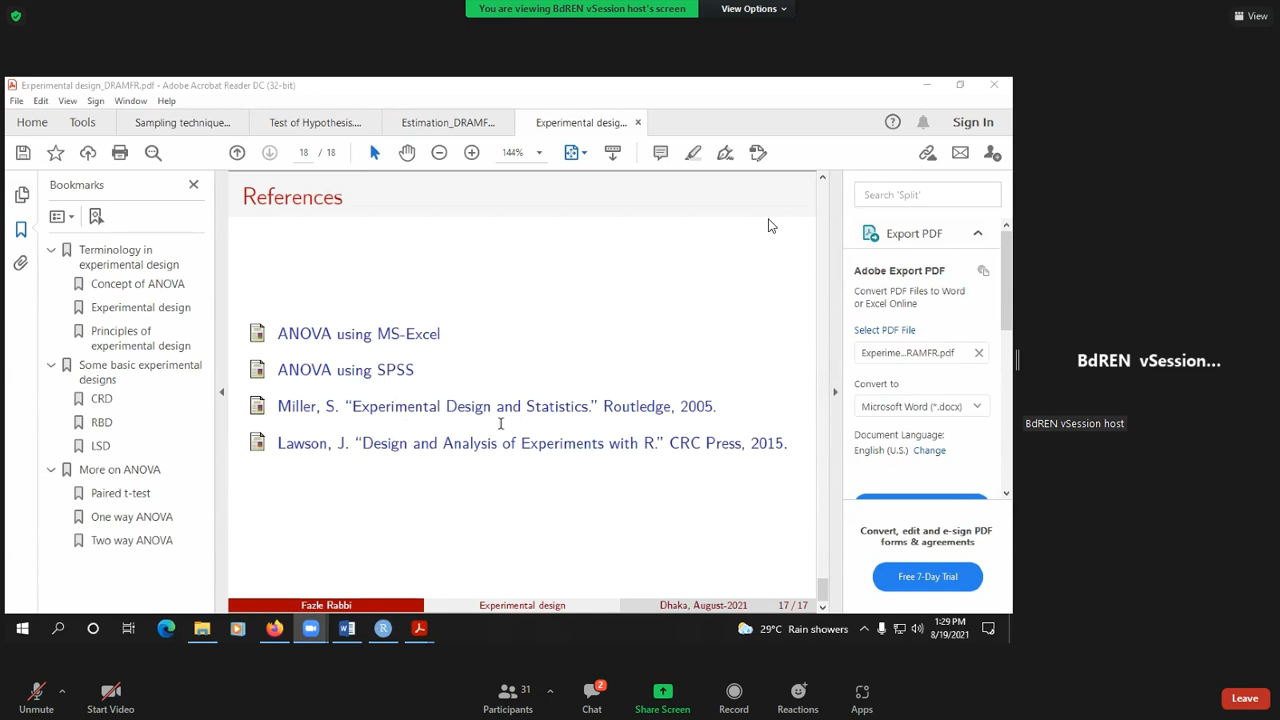 You are viewing BdREN vSession host's screen
View Options
View
Experimental design_DRAMFR.pdf - Adobe Acrobat Reader DC (32-bit)
File Edit View Sign Window Help
Home Tools Sampling technique... Test of Hypothesis.... Estimation_DRAMF... Experimental desig... Sign In
18 / 18 144%
Bookmarks
Terminology in
experimental design
Concept of ANOVA
Experimental design
Principles of
experimental design
Some basic experimental
designs
CRD
RBD
LSD
More on ANOVA
Paired t-test
One way ANOVA
Two way ANOVA
References
ANOVA using MS-Excel
ANOVA using SPSS
Miller, S. “Experimental Design and Statistics.” Routledge, 2005.
Lawson, J. “Design and Analysis of Experiments with R.” CRC Press, 2015.
Fazle Rabbi Experimental design Dhaka, August-2021 17 / 17
Search 'Split'
Export PDF
Adobe Export PDF
Convert PDF Files to Word
or Excel Online
Select PDF File
Experime...RAMFR.pdf
Convert to
Microsoft Word (*.docx)
Document Language:
English (U.S.) Change
Convert, edit and e-sign PDF
forms & agreements
Free 7-Day Trial
BdREN vSession...
BdREN vSession host
29°C Rain showers
1:29 PM
8/19/2021
Unmute
Start Video
31
Participants
2
Chat
Share Screen
Record
Reactions
Apps
Leave